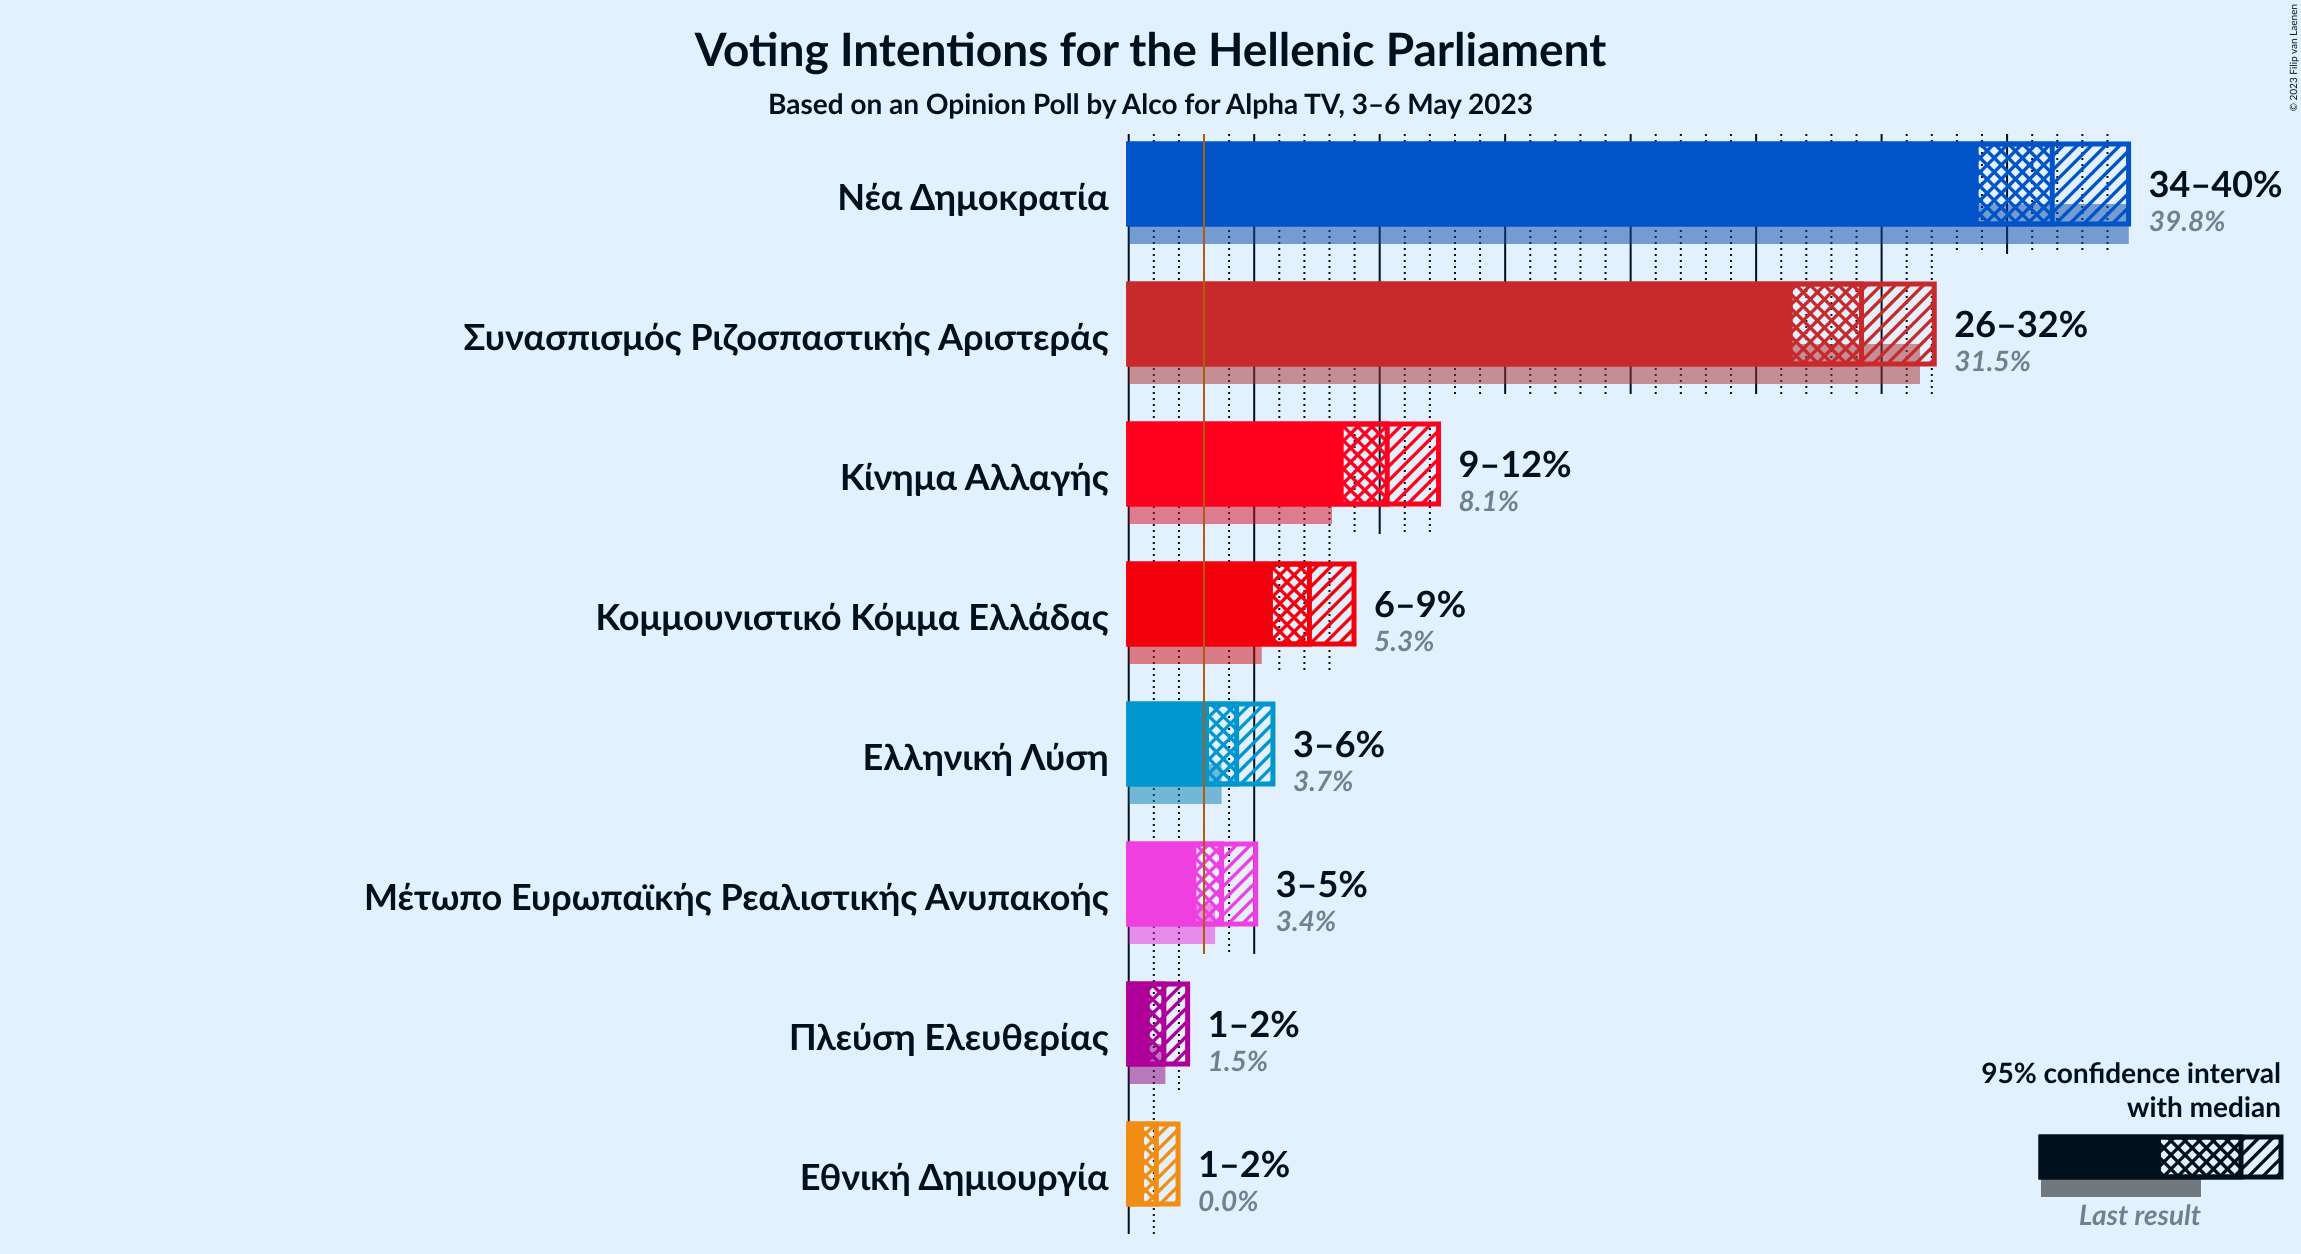 © 2023 Filip van Laenen
Voting Intentions for the Hellenic Parliament
Based on an Opinion Poll by Alco for Alpha TV, 3–6 May 2023
Νέα Δημοκρατία
34–40%
39.8%
Συνασπισμός Ριζοσπαστικής Αριστεράς
26–32%
31.5%
Κίνημα Αλλαγής
9–12%
8.1%
Κομμουνιστικό Κόμμα Ελλάδας
6–9%
5.3%
Ελληνική Λύση
3–6%
3.7%
Μέτωπο Ευρωπαϊκής Ρεαλιστικής Ανυπακοής
3–5%
3.4%
Πλεύση Ελευθερίας
1–2%
1.5%
Εθνική Δημιουργία
1–2%
0.0%
95% confidence interval
with median
Last result